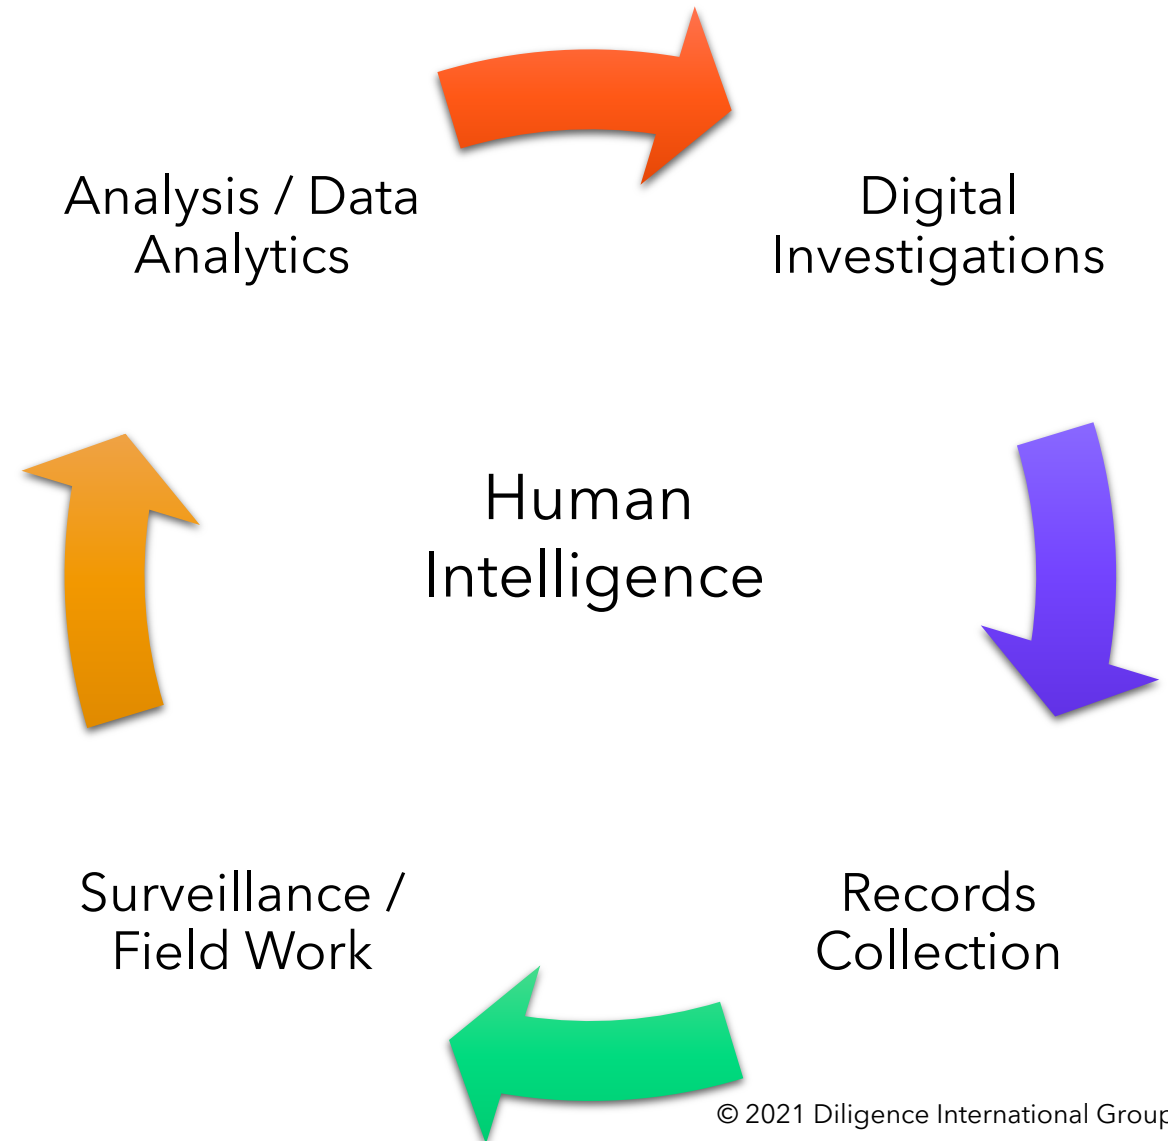 Analysis / Data
Analytics
Digital
Investigations
Human
Intelligence
Surveillance /
Field Work
Records
Collection
© 2021 Diligence International Group